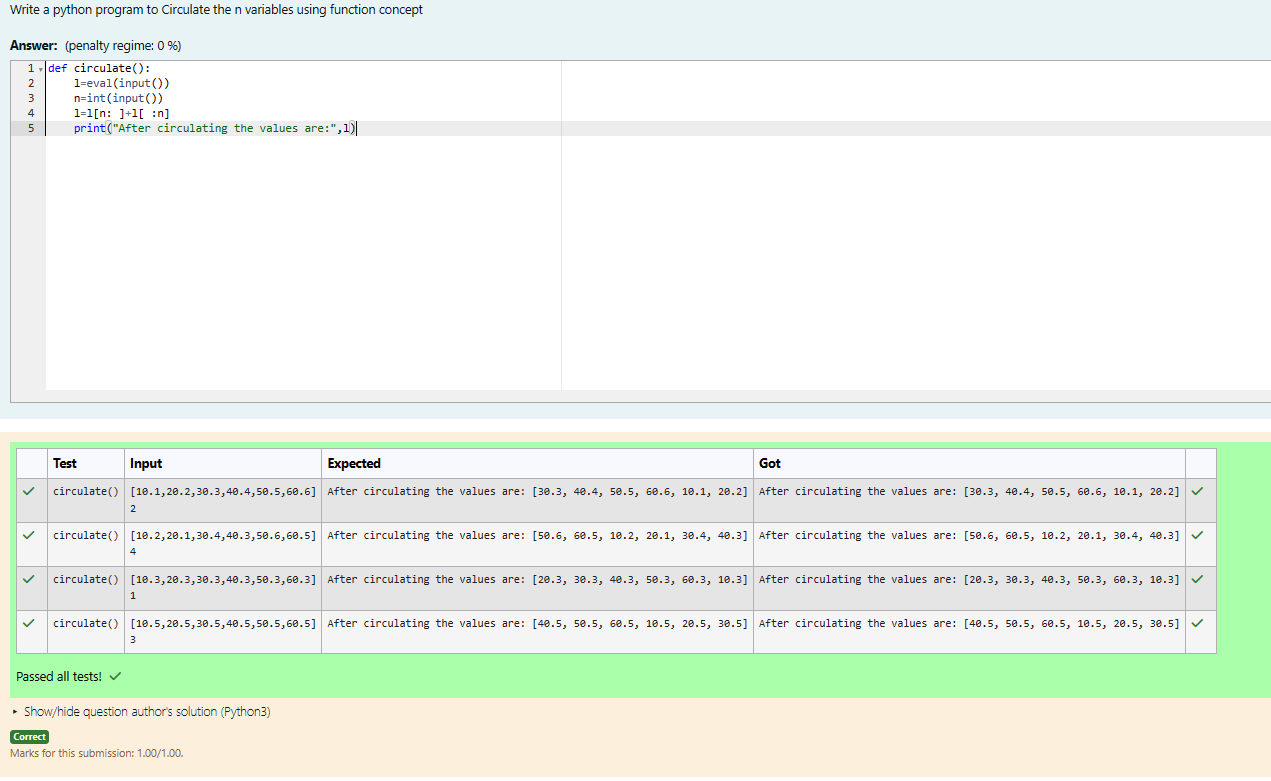 Write a python program to Circulate the n variables using function concept
Answer: (penalty regime: 0 %)
1 def circulate():
2 l=eval(input())
3 n=int(input())
4 l=l[n: ]+l[ :n]
5 print("After circulating the values are:",l)
Test Input Expected Got
circulate() [10.1,20.2,30.3,40.4,50.5,60.6] After circulating the values are: [30.3, 40.4, 50.5, 60.6, 10.1, 20.2] After circulating the values are: [30.3, 40.4, 50.5, 60.6, 10.1, 20.2]
2
circulate() [10.2,20.1,30.4,40.3,50.6,60.5] After circulating the values are: [50.6, 60.5, 10.2, 20.1, 30.4, 40.3] After circulating the values are: [50.6, 60.5, 10.2, 20.1, 30.4, 40.3]
4
circulate() [10.3,20.3,30.3,40.3,50.3,60.3] After circulating the values are: [20.3, 30.3, 40.3, 50.3, 60.3, 10.3] After circulating the values are: [20.3, 30.3, 40.3, 50.3, 60.3, 10.3]
1
circulate() [10.5,20.5,30.5,40.5,50.5,60.5] After circulating the values are: [40.5, 50.5, 60.5, 10.5, 20.5, 30.5] After circulating the values are: [40.5, 50.5, 60.5, 10.5, 20.5, 30.5]
3
Passed all tests!
Show/hide question author's solution (Python3)
Correct
Marks for this submission: 1.00/1.00.